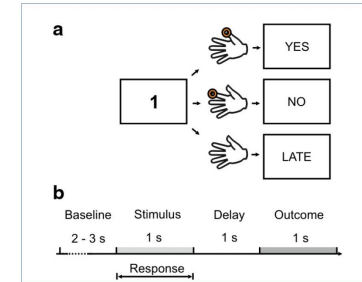 a
YES
1
NO
LATE
b
Baseline Stimulus Delay Outcome
2 - 3 s 1 s 1 s 1 s
Response